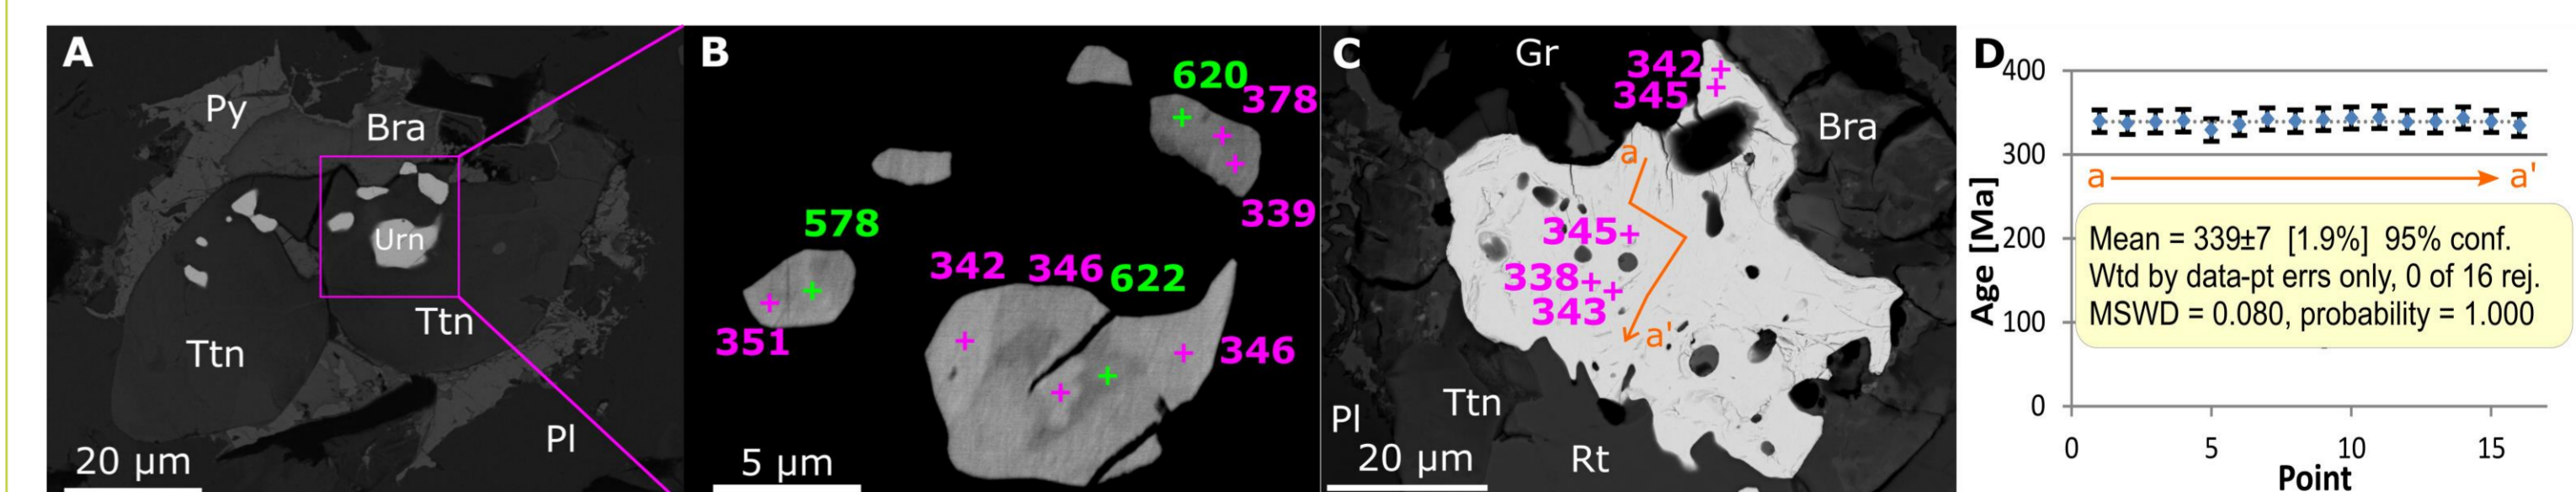 A
Py
Bra
Urn
Ttn
Ttn
Pl
20 µm
B
620
378
339
578
351
342 346 622
346
5 µm
C
Gr
342
345
Bra
a
345
338
343
a'
Pl
Ttn
Rt
20 µm
D
400
300
200
100
0
Age [Ma]
a
a'
Mean = 339±7 [1.9%] 95% conf.
Wtd by data-pt errs only, 0 of 16 rej.
MSWD = 0.080, probability = 1.000
0 5 10 15
Point